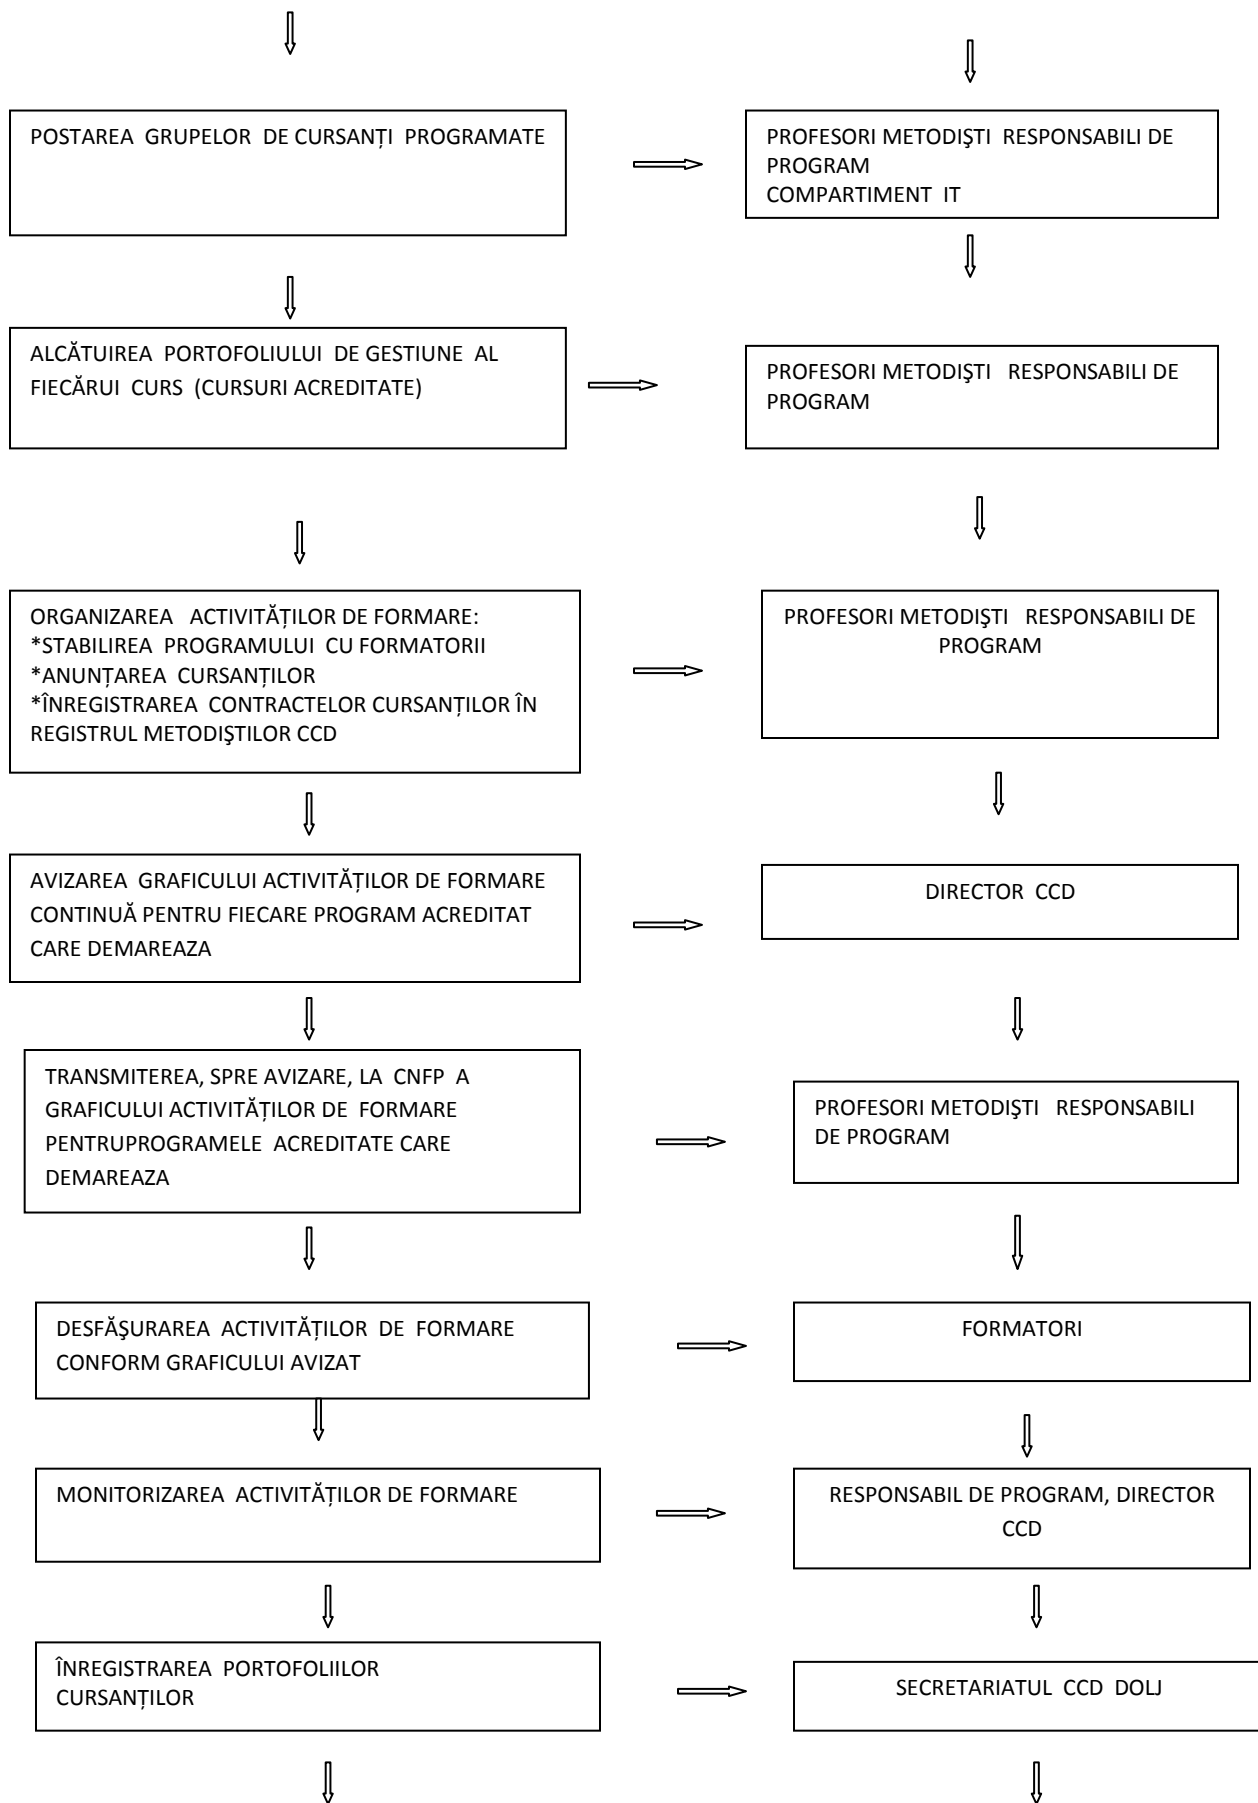 POSTAREA GRUPELOR DE CURSANȚI PROGRAMATE
PROFESORI METODIŞTI RESPONSABILI DE
PROGRAM
COMPARTIMENT IT
ALCĂTUIREA PORTOFOLIULUI DE GESTIUNE AL
FIECĂRUI CURS (CURSURI ACREDITATE)
PROFESORI METODIŞTI RESPONSABILI DE
PROGRAM
ORGANIZAREA ACTIVITĂȚILOR DE FORMARE:
*STABILIREA PROGRAMULUI CU FORMATORII
*ANUNȚAREA CURSANȚILOR
*ÎNREGISTRAREA CONTRACTELOR CURSANȚILOR ÎN
REGISTRUL METODIŞTILOR CCD
PROFESORI METODIŞTI RESPONSABILI DE
PROGRAM
AVIZAREA GRAFICULUI ACTIVITĂȚILOR DE FORMARE
CONTINUĂ PENTRU FIECARE PROGRAM ACREDITAT
CARE DEMAREAZA
DIRECTOR CCD
TRANSMITEREA, SPRE AVIZARE, LA CNFP A
GRAFICULUI ACTIVITĂȚILOR DE FORMARE
PENTRUPROGRAMELE ACREDITATE CARE
DEMAREAZA
PROFESORI METODIŞTI RESPONSABILI
DE PROGRAM
DESFĂŞURAREA ACTIVITĂȚILOR DE FORMARE
CONFORM GRAFICULUI AVIZAT
FORMATORI
MONITORIZAREA ACTIVITĂȚILOR DE FORMARE
RESPONSABIL DE PROGRAM, DIRECTOR
CCD
ÎNREGISTRAREA PORTOFOLIILOR
CURSANȚILOR
SECRETARIATUL CCD DOLJ